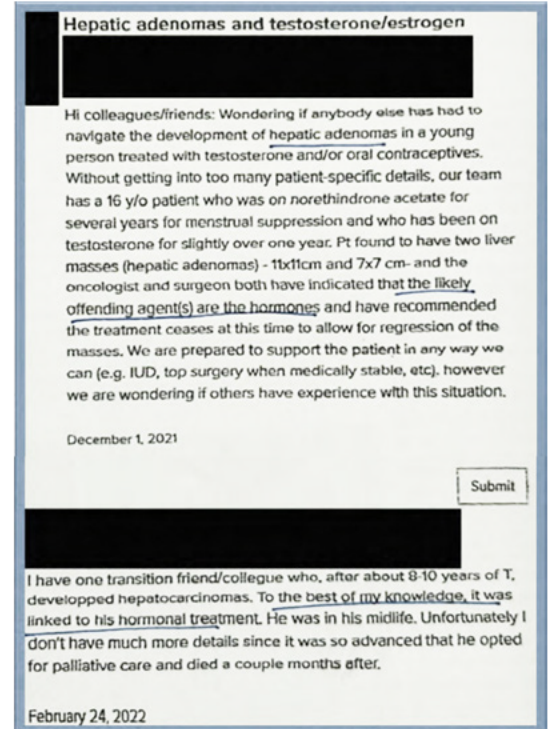 Hepatic adenomas and testosterone/estrogen
Hi colleagues/friends: Wondering if anybody else has had to
navigate the development of hepatic adenomas in a young
person treated with testosterone and/or oral contraceptives.
Without getting into too many patient-specific details, our team
has a 16 y/o patient who was on norethindrone acetate for
several years for menstrual suppression and who has been on
testosterone for slightly over one year. Pt found to have two liver
masses (hepatic adenomas) - 11x11cm and 7x7 cm- and the
oncologist and surgeon both have indicated that the likely
offending agent(s) are the hormones and have recommended
the treatment ceases at this time to allow for regression of the
masses. We are prepared to support the patient in any way we
can (e.g. IUD, top surgery when medically stable, etc). however
we are wondering if others have experience with this situation.
December 1, 2021
Submit
I have one transition friend/collegue who, after about 8-10 years of T,
developped hepatocarcinomas. To the best of my knowledge, it was
linked to his hormonal treatment. He was in his midlife. Unfortunately I
don't have much more details since it was so advanced that he opted
for palliative care and died a couple months after.
February 24, 2022